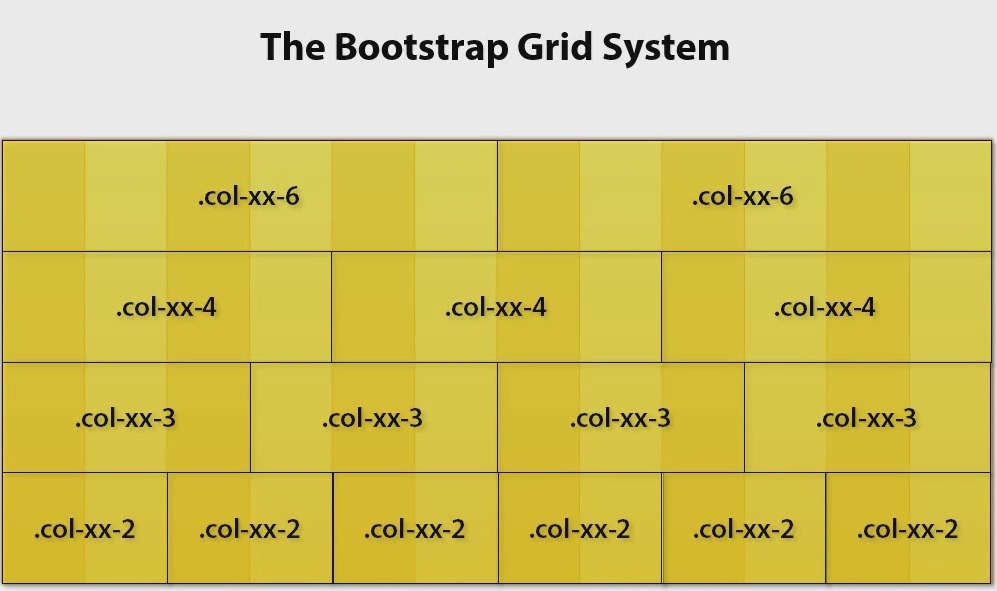 The Bootstrap Grid System
.col-xx-6 .col-xx-6
.col-xx-4 .col-xx-4 .col-xx-4
.col-xx-3 .col-xx-3 .col-xx-3 .col-xx-3
.col-xx-2 .col-xx-2 .col-xx-2 .col-xx-2 .col-xx-2 .col-xx-2